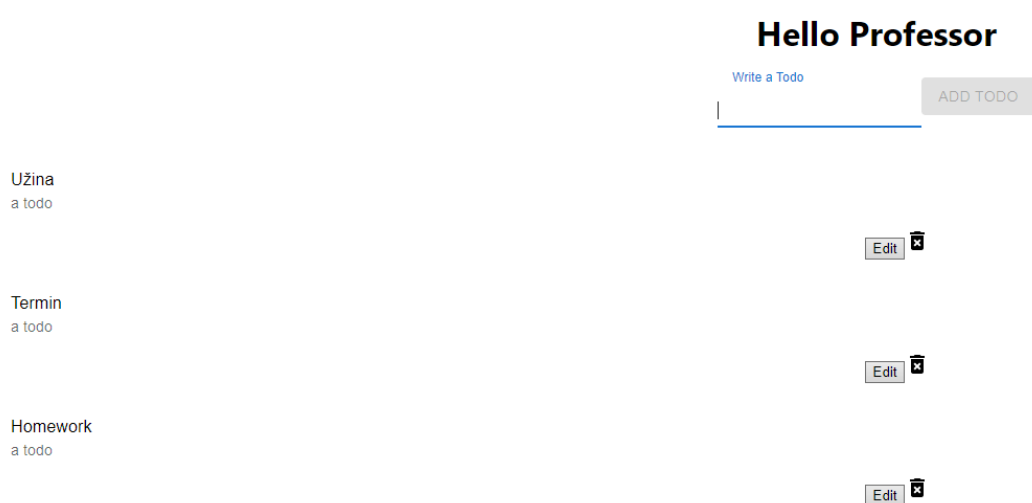 Hello Professor
Write a Todo
ADD TODO
Užina
a todo
Edit
Termin
a todo
Edit
Homework
a todo
Edit